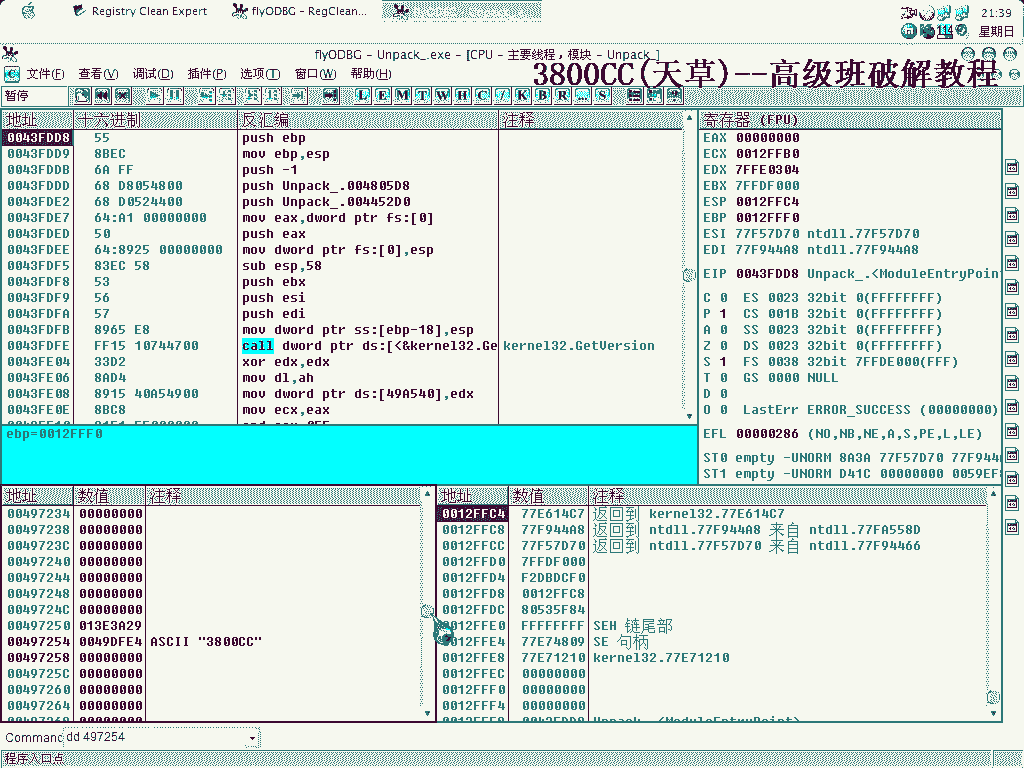 Registry Clean Expert
flyODBG - RegClean...
21:39
114
星期日
flyODBG - Unpack_.exe - [CPU - 主要线程, 模块 - Unpack_]
C 文件(F) 查看(V) 调试(D) 插件(P) 选项(T) 窗口(W) 帮助(H)
3800CC(天草)--高级班破解教程
暂停
L E M T W H C / K B R ... S
地址 十六进制 反汇编 注释
0043FDD8 55 push ebp
0043FDD9 8BEC mov ebp,esp
0043FDDB 6A FF push -1
0043FDDD 68 D8054800 push Unpack_.004805D8
0043FDE2 68 D0524400 push Unpack_.004452D0
0043FDE7 64:A1 00000000 mov eax,dword ptr fs:[0]
0043FDED 50 push eax
0043FDEE 64:8925 00000000 mov dword ptr fs:[0],esp
0043FDF5 83EC 58 sub esp,58
0043FDF8 53 push ebx
0043FDF9 56 push esi
0043FDFA 57 push edi
0043FDFB 8965 E8 mov dword ptr ss:[ebp-18],esp
0043FDFE FF15 10744700 call dword ptr ds:[<&kernel32.Ge kernel32.GetVersion
0043FE04 33D2 xor edx,edx
0043FE06 8AD4 mov dl,ah
0043FE08 8915 40A54900 mov dword ptr ds:[49A540],edx
0043FE0E 8BC8 mov ecx,eax
ebp=0012FFF0
寄存器 (FPU)
EAX 00000000
ECX 0012FFB0
EDX 7FFE0304
EBX 7FFDF000
ESP 0012FFC4
EBP 0012FFF0
ESI 77F57D70 ntdll.77F57D70
EDI 77F944A8 ntdll.77F944A8
EIP 0043FDD8 Unpack_.<ModuleEntryPoin
C 0 ES 0023 32bit 0(FFFFFFFF)
P 1 CS 001B 32bit 0(FFFFFFFF)
A 0 SS 0023 32bit 0(FFFFFFFF)
Z 0 DS 0023 32bit 0(FFFFFFFF)
S 1 FS 0038 32bit 7FFDE000(FFF)
T 0 GS 0000 NULL
D 0
O 0 LastErr ERROR_SUCCESS (00000000)
EFL 00000286 (NO,NB,NE,A,S,PE,L,LE)
ST0 empty -UNORM 8A3A 77F57D70 77F944
ST1 empty -UNORM D41C 00000000 0059EF8
地址 数值 注释
00497234 00000000
00497238 00000000
0049723C 00000000
00497240 00000000
00497244 00000000
00497248 00000000
0049724C 00000000
00497250 013E3A29
00497254 0049DFE4 ASCII "3800CC"
00497258 00000000
0049725C 00000000
00497260 00000000
00497264 00000000
地址 数值 注释
0012FFC4 77E614C7 返回到 kernel32.77E614C7
0012FFC8 77F944A8 返回到 ntdll.77F944A8 来自 ntdll.77FA558D
0012FFCC 77F57D70 返回到 ntdll.77F57D70 来自 ntdll.77F94466
0012FFD0 7FFDF000
0012FFD4 F2DBDCF0
0012FFD8 0012FFC8
0012FFDC 80535F84
0012FFE0 FFFFFFFF SEH 链尾部
0012FFE4 77E74809 SE 句柄
0012FFE8 77E71210 kernel32.77E71210
0012FFEC 00000000
0012FFF0 00000000
0012FFF4 00000000
Command dd 497254
程序入口点